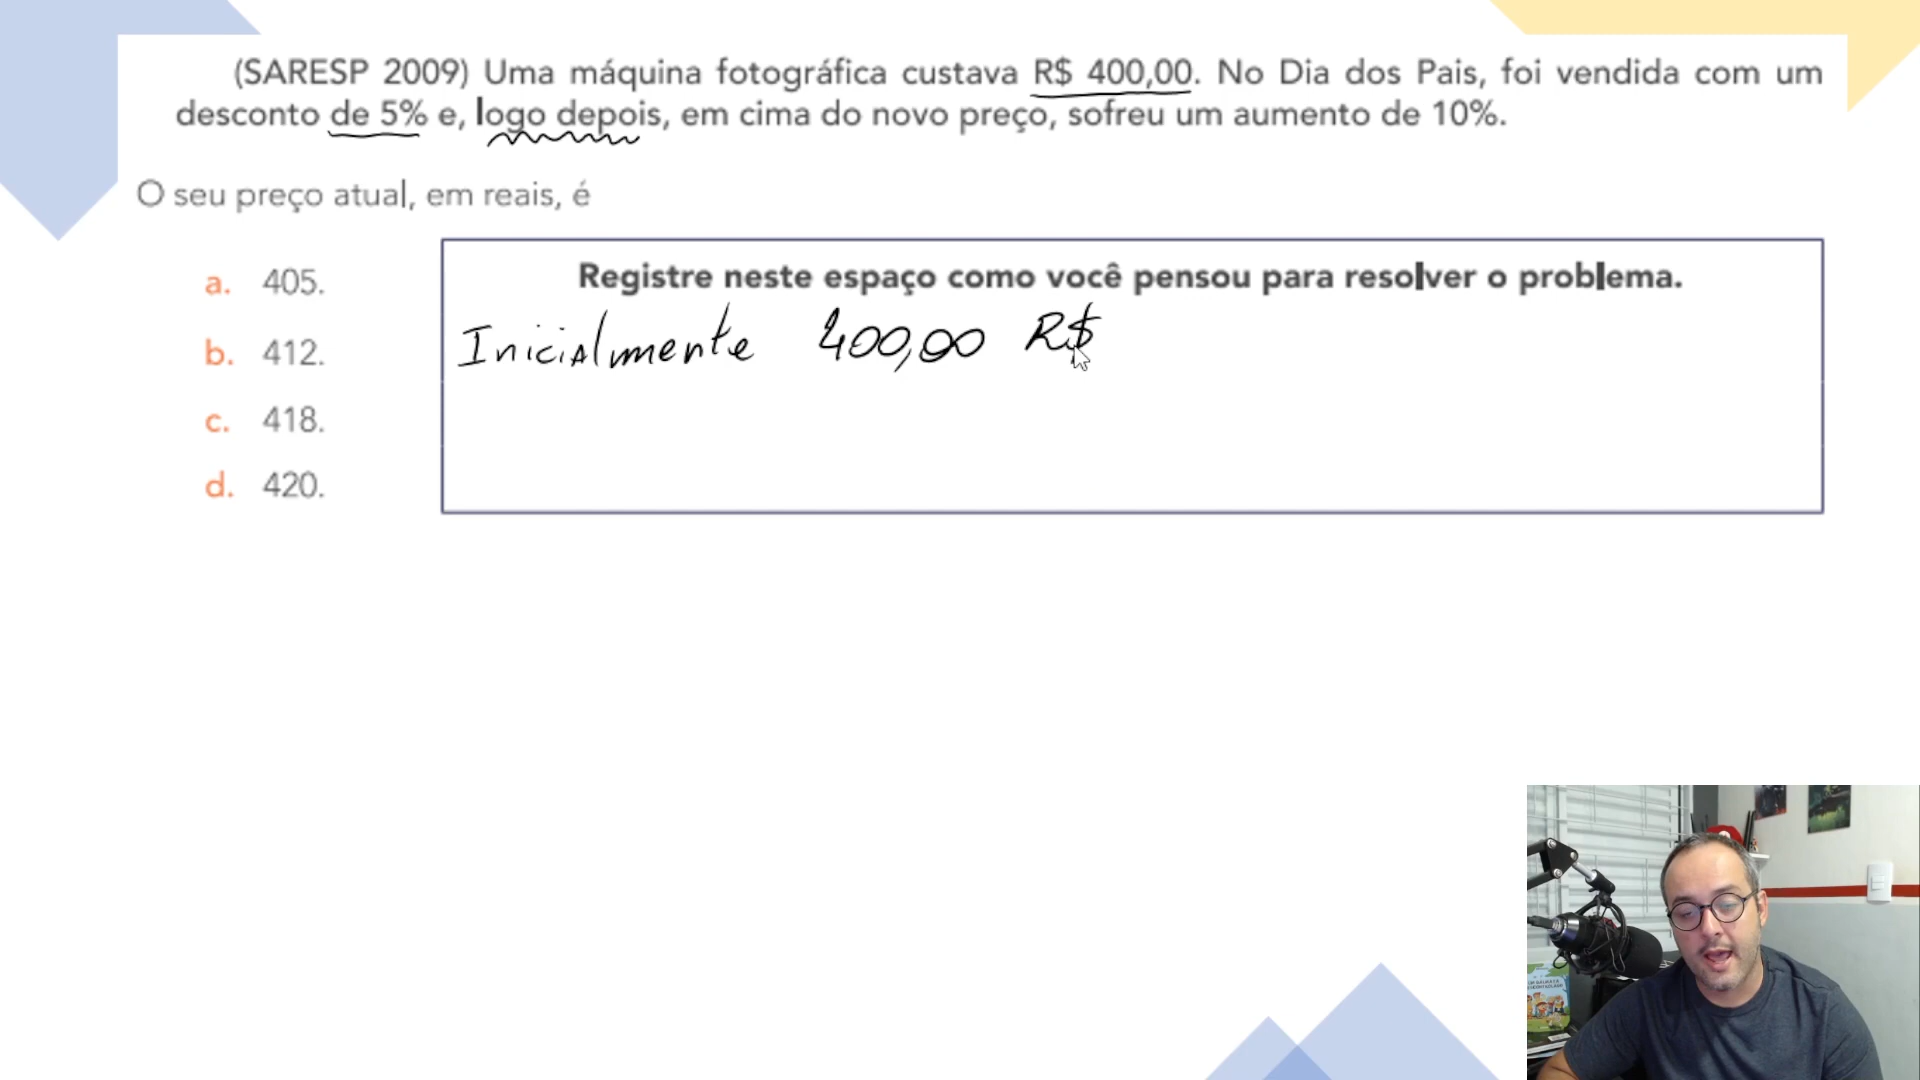 (SARESP 2009) Uma máquina fotográfica custava R$ 400,00. No Dia dos Pais, foi vendida com um
desconto de 5% e, logo depois, em cima do novo preço, sofreu um aumento de 10%.
O seu preço atual, em reais, é
a. 405.
b. 412.
c. 418.
d. 420.
Registre neste espaço como você pensou para resolver o problema.
Inicialmente 400,00 R$